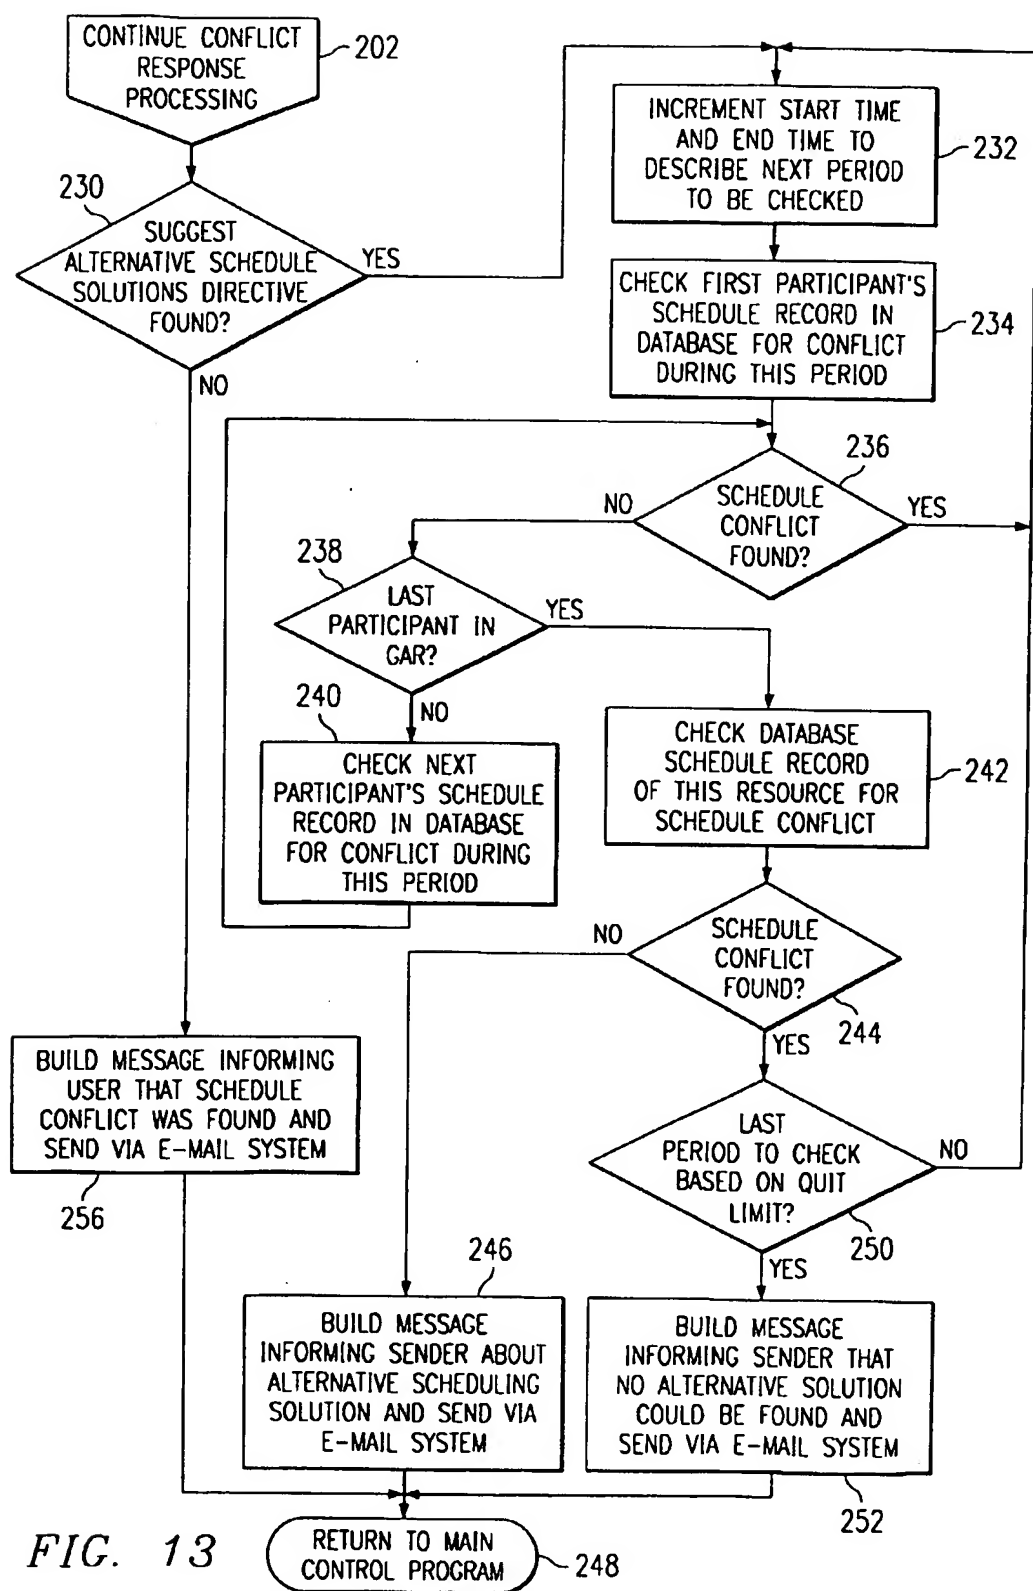 CONTINUE CONFLICT
RESPONSE
PROCESSING
202
230
SUGGEST
ALTERNATIVE SCHEDULE
SOLUTIONS DIRECTIVE
FOUND?
YES
NO
INCREMENT START TIME
AND END TIME TO
DESCRIBE NEXT PERIOD
TO BE CHECKED
232
CHECK FIRST PARTICIPANT'S
SCHEDULE RECORD IN
DATABASE FOR CONFLICT
DURING THIS PERIOD
234
236
SCHEDULE
CONFLICT
FOUND?
NO
YES
238
LAST
PARTICIPANT IN
GAR?
YES
NO
240
CHECK NEXT
PARTICIPANT'S SCHEDULE
RECORD IN DATABASE
FOR CONFLICT DURING
THIS PERIOD
CHECK DATABASE
SCHEDULE RECORD
OF THIS RESOURCE FOR
SCHEDULE CONFLICT
242
NO
SCHEDULE
CONFLICT
FOUND?
244
YES
LAST
PERIOD TO CHECK
BASED ON QUIT
LIMIT?
NO
250
YES
BUILD MESSAGE INFORMING
USER THAT SCHEDULE
CONFLICT WAS FOUND AND
SEND VIA E-MAIL SYSTEM
256
246
BUILD MESSAGE
INFORMING SENDER ABOUT
ALTERNATIVE SCHEDULING
SOLUTION AND SEND VIA
E-MAIL SYSTEM
BUILD MESSAGE
INFORMING SENDER THAT
NO ALTERNATIVE SOLUTION
COULD BE FOUND AND
SEND VIA E-MAIL SYSTEM
252
RETURN TO MAIN
CONTROL PROGRAM
248
FIG. 13